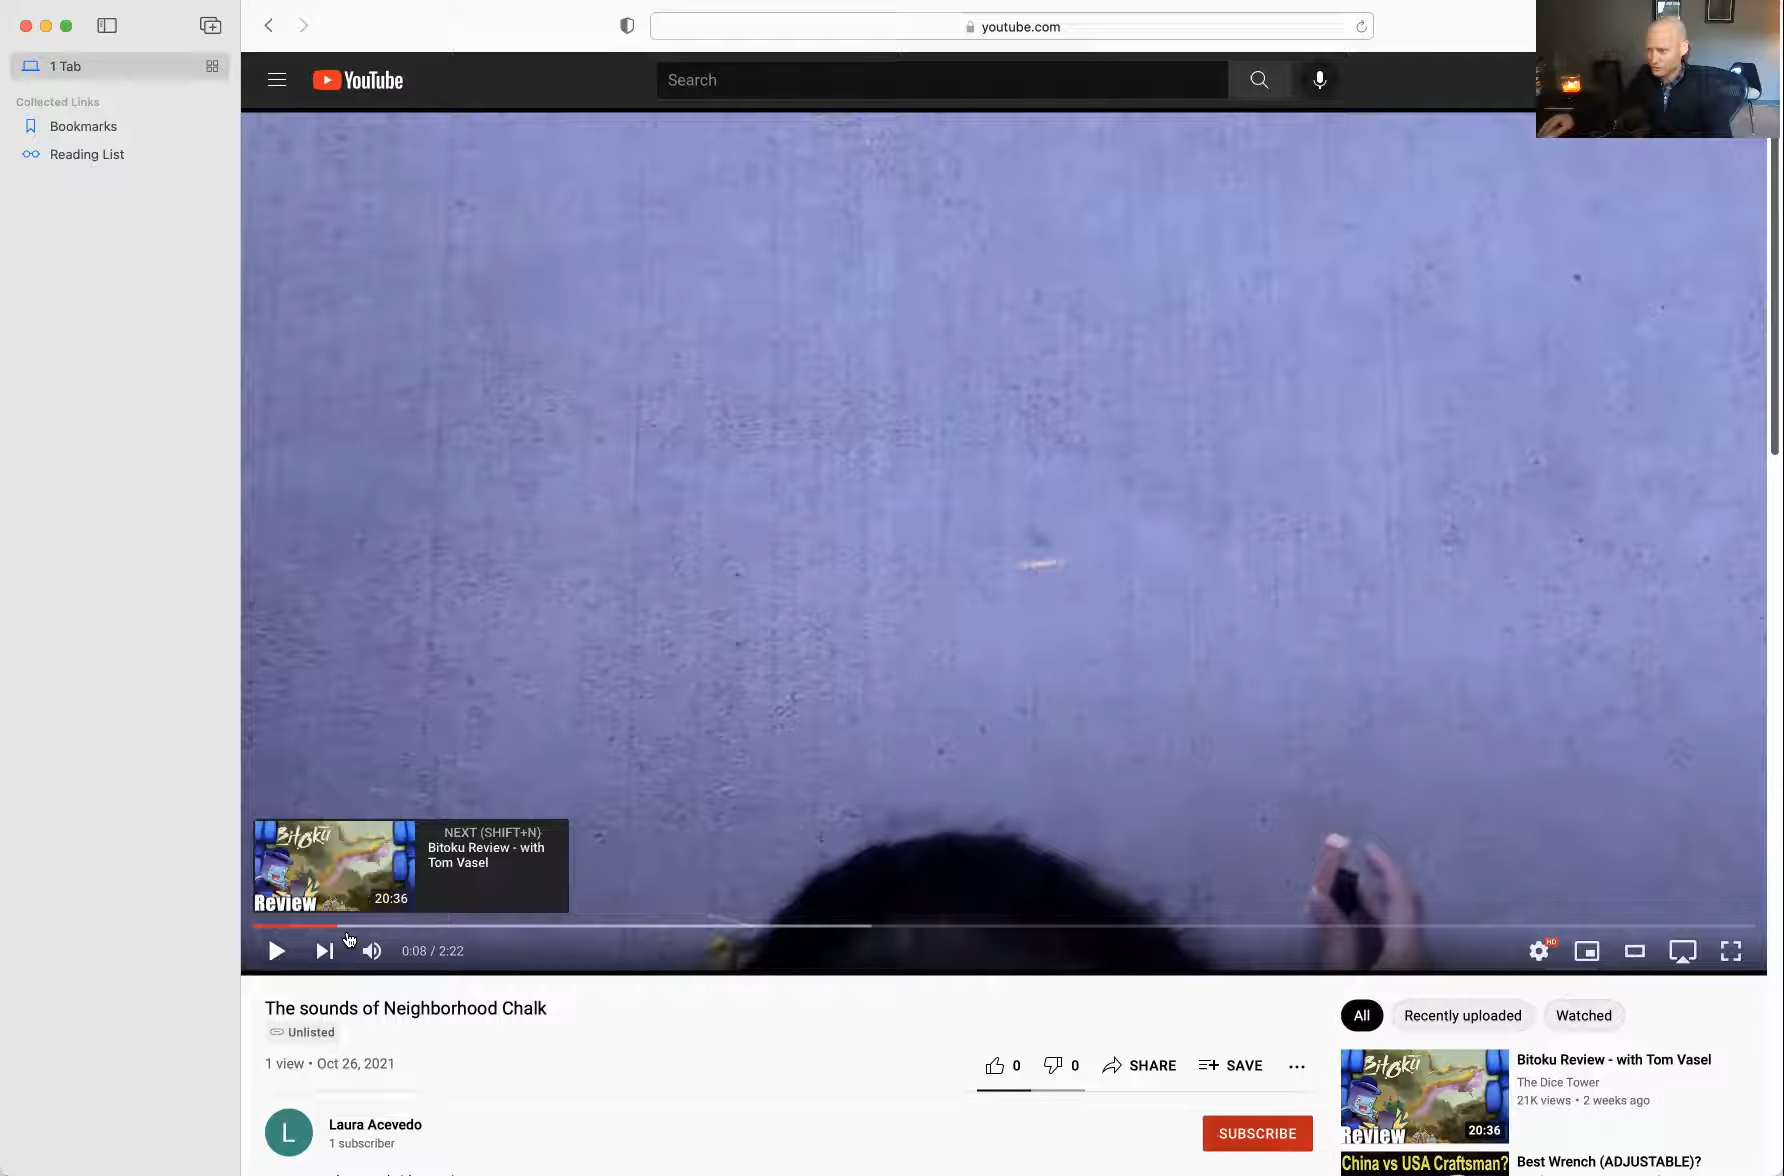 1 Tab
Collected Links
Bookmarks
Reading List
youtube.com
YouTube
Search
Bitoku
Review
20:36
NEXT (SHIFT+N)
Bitoku Review - with
Tom Vasel
0:08 / 2:22
HD
The sounds of Neighborhood Chalk
Unlisted
1 view • Oct 26, 2021
0
0
SHARE
SAVE
L
Laura Acevedo
1 subscriber
SUBSCRIBE
All
Recently uploaded
Watched
Bitoku
Review
20:36
Bitoku Review - with Tom Vasel
The Dice Tower
21K views • 2 weeks ago
China vs USA Craftsman?
Best Wrench (ADJUSTABLE)?